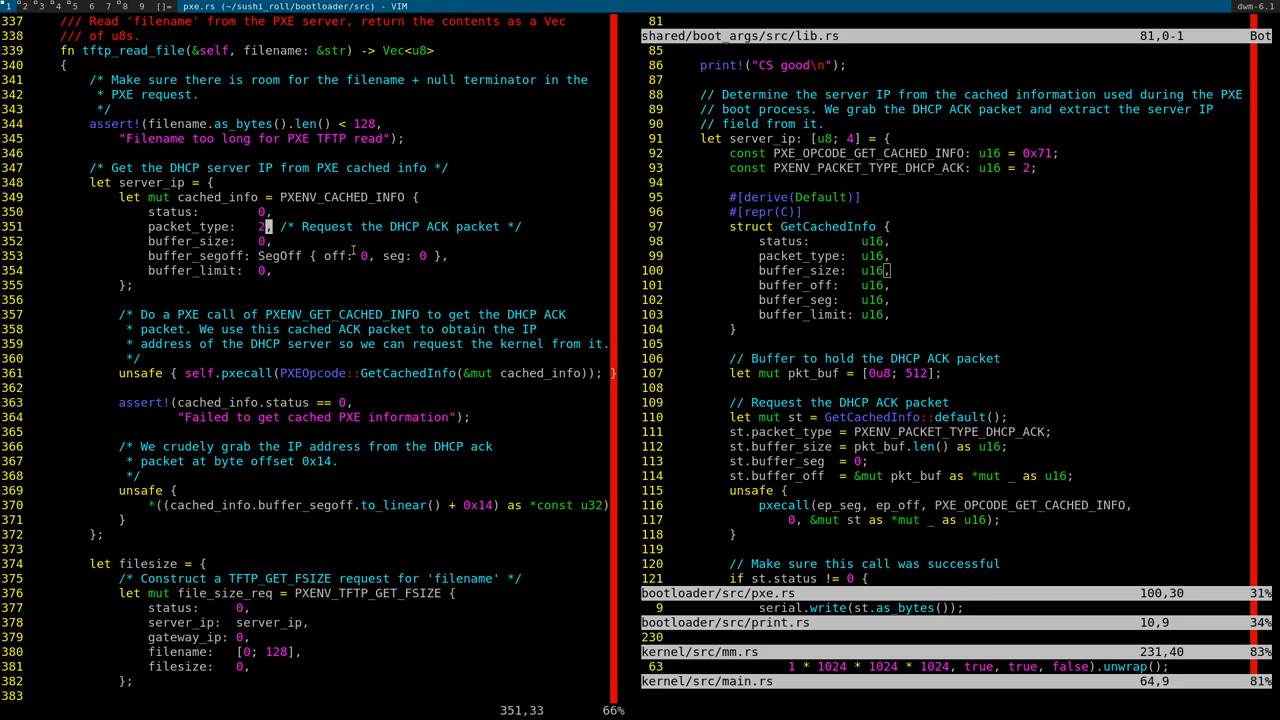 1 2 3 4 5 6 7 8 9 []= pxe.rs (~/sushi_roll/bootloader/src) - VIM dwm-6.1
337     /// Read 'filename' from the PXE server, return the contents as a Vec
338     /// of u8s.
339     fn tftp_read_file(&self, filename: &str) -> Vec<u8>
340     {
341         /* Make sure there is room for the filename + null terminator in the
342          * PXE request.
343          */
344         assert!(filename.as_bytes().len() < 128,
345             "Filename too long for PXE TFTP read");
346
347         /* Get the DHCP server IP from PXE cached info */
348         let server_ip = {
349             let mut cached_info = PXENV_CACHED_INFO {
350                 status:        0,
351                 packet_type:   2, /* Request the DHCP ACK packet */
352                 buffer_size:   0,
353                 buffer_segoff: SegOff { off: 0, seg: 0 },
354                 buffer_limit:  0,
355             };
356
357             /* Do a PXE call of PXENV_GET_CACHED_INFO to get the DHCP ACK
358              * packet. We use this cached ACK packet to obtain the IP
359              * address of the DHCP server so we can request the kernel from it.
360              */
361             unsafe { self.pxecall(PXEOpcode::GetCachedInfo(&mut cached_info)); }
362
363             assert!(cached_info.status == 0,
364                     "Failed to get cached PXE information");
365
366             /* We crudely grab the IP address from the DHCP ack
367              * packet at byte offset 0x14.
368              */
369             unsafe {
370                 *((cached_info.buffer_segoff.to_linear() + 0x14) as *const u32)
371             }
372         };
373
374         let filesize = {
375             /* Construct a TFTP_GET_FSIZE request for 'filename' */
376             let mut file_size_req = PXENV_TFTP_GET_FSIZE {
377                 status:     0,
378                 server_ip:  server_ip,
379                 gateway_ip: 0,
380                 filename:   [0; 128],
381                 filesize:   0,
382             };
383
351,33 66%
81
shared/boot_args/src/lib.rs 81,0-1 Bot
85
86     print!("CS good\n");
87
88     // Determine the server IP from the cached information used during the PXE
89     // boot process. We grab the DHCP ACK packet and extract the server IP
90     // field from it.
91     let server_ip: [u8; 4] = {
92         const PXE_OPCODE_GET_CACHED_INFO: u16 = 0x71;
93         const PXENV_PACKET_TYPE_DHCP_ACK: u16 = 2;
94
95         #[derive(Default)]
96         #[repr(C)]
97         struct GetCachedInfo {
98             status:       u16,
99             packet_type:  u16,
100             buffer_size:  u16,
101             buffer_off:   u16,
102             buffer_seg:   u16,
103             buffer_limit: u16,
104         }
105
106         // Buffer to hold the DHCP ACK packet
107         let mut pkt_buf = [0u8; 512];
108
109         // Request the DHCP ACK packet
110         let mut st = GetCachedInfo::default();
111         st.packet_type = PXENV_PACKET_TYPE_DHCP_ACK;
112         st.buffer_size = pkt_buf.len() as u16;
113         st.buffer_seg  = 0;
114         st.buffer_off  = &mut pkt_buf as *mut _ as u16;
115         unsafe {
116             pxecall(ep_seg, ep_off, PXE_OPCODE_GET_CACHED_INFO,
117                 0, &mut st as *mut _ as u16);
118         }
119
120         // Make sure this call was successful
121         if st.status != 0 {
bootloader/src/pxe.rs 100,30 31%
9             serial.write(st.as_bytes());
bootloader/src/print.rs 10,9 34%
230
kernel/src/mm.rs 231,40 83%
63                 1 * 1024 * 1024 * 1024, true, true, false).unwrap();
kernel/src/main.rs 64,9 81%